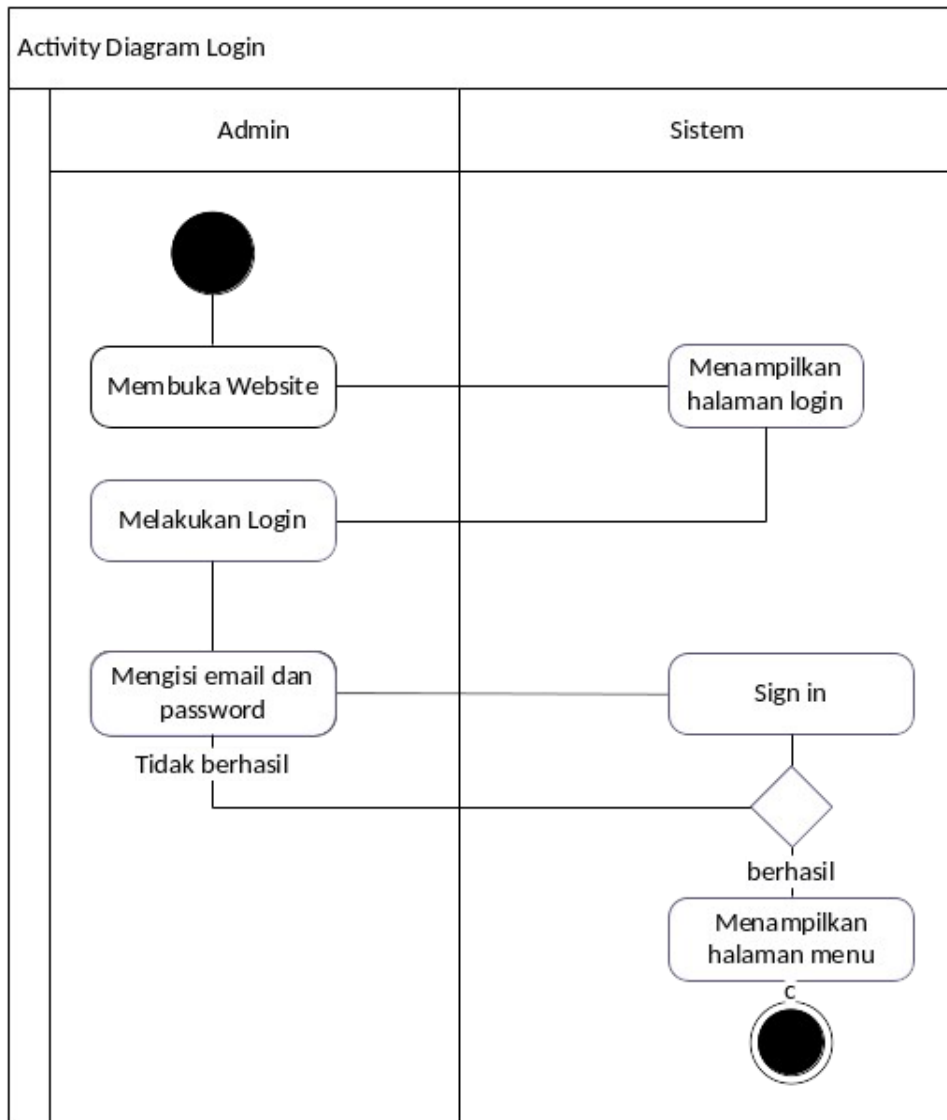 Activity Diagram Login
Admin
Sistem
Membuka Website
Menampilkan
halaman login
Melakukan Login
Mengisi email dan
password
Sign in
Tidak berhasil
berhasil
Menampilkan
halaman menu
c